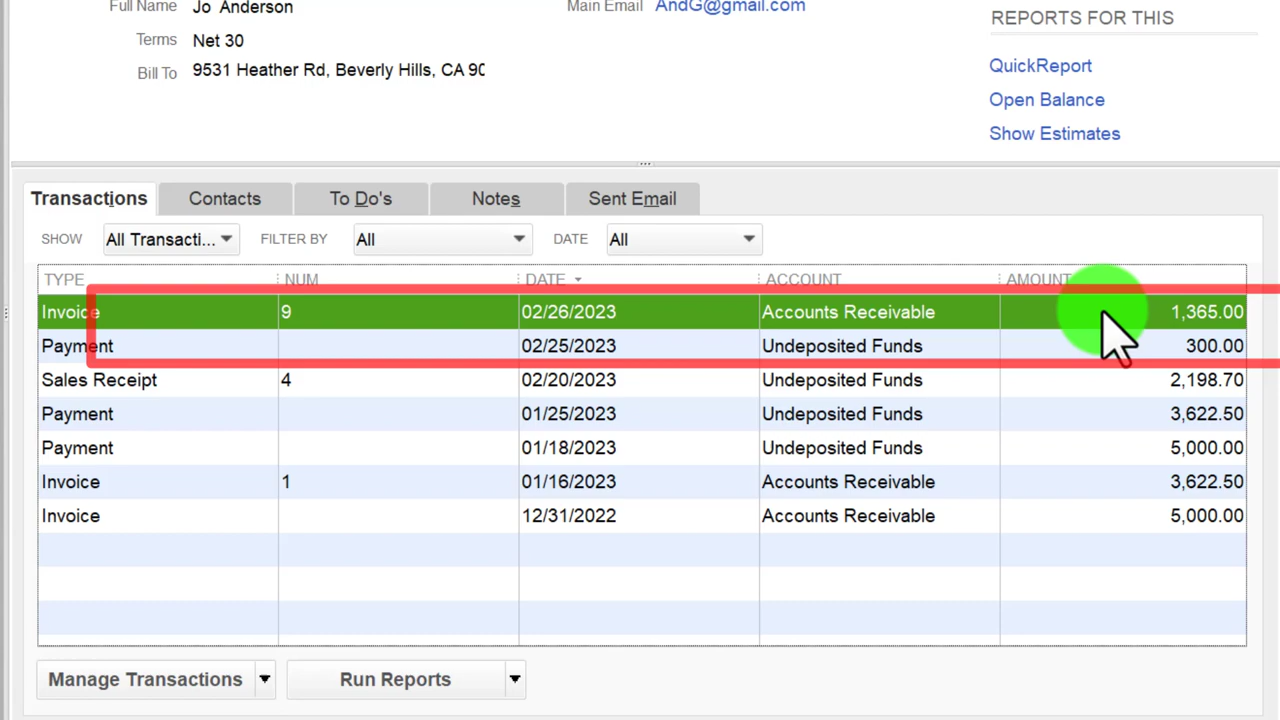 Full Name Jo Anderson Main Email AndG@gmail.com
REPORTS FOR THIS
Terms Net 30
Bill To 9531 Heather Rd, Beverly Hills, CA 90
QuickReport
Open Balance
Show Estimates
Transactions Contacts To Do's Notes Sent Email
SHOW All Transacti... FILTER BY All DATE All
TYPE NUM DATE ACCOUNT AMOUNT
Invoice 9 02/26/2023 Accounts Receivable 1,365.00
Payment 02/25/2023 Undeposited Funds 300.00
Sales Receipt 4 02/20/2023 Undeposited Funds 2,198.70
Payment 01/25/2023 Undeposited Funds 3,622.50
Payment 01/18/2023 Undeposited Funds 5,000.00
Invoice 1 01/16/2023 Accounts Receivable 3,622.50
Invoice 12/31/2022 Accounts Receivable 5,000.00
Manage Transactions Run Reports